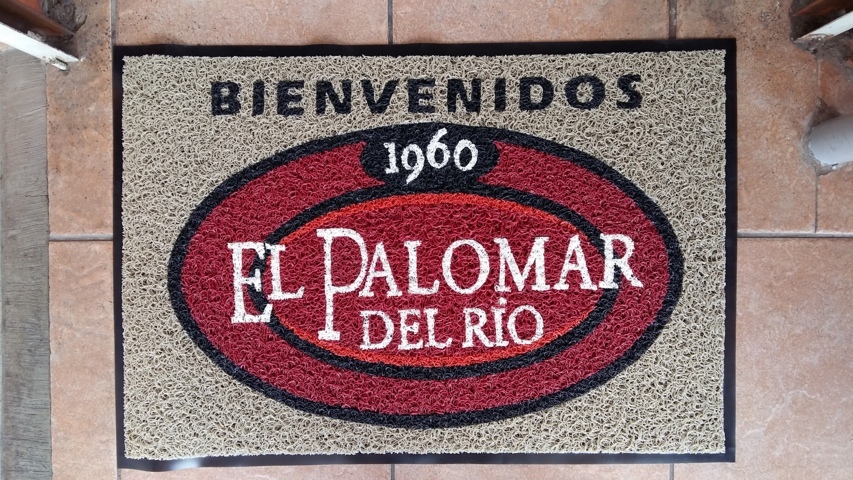 BIENVENIDOS
1960
EL PALOMAR
DEL RÍO